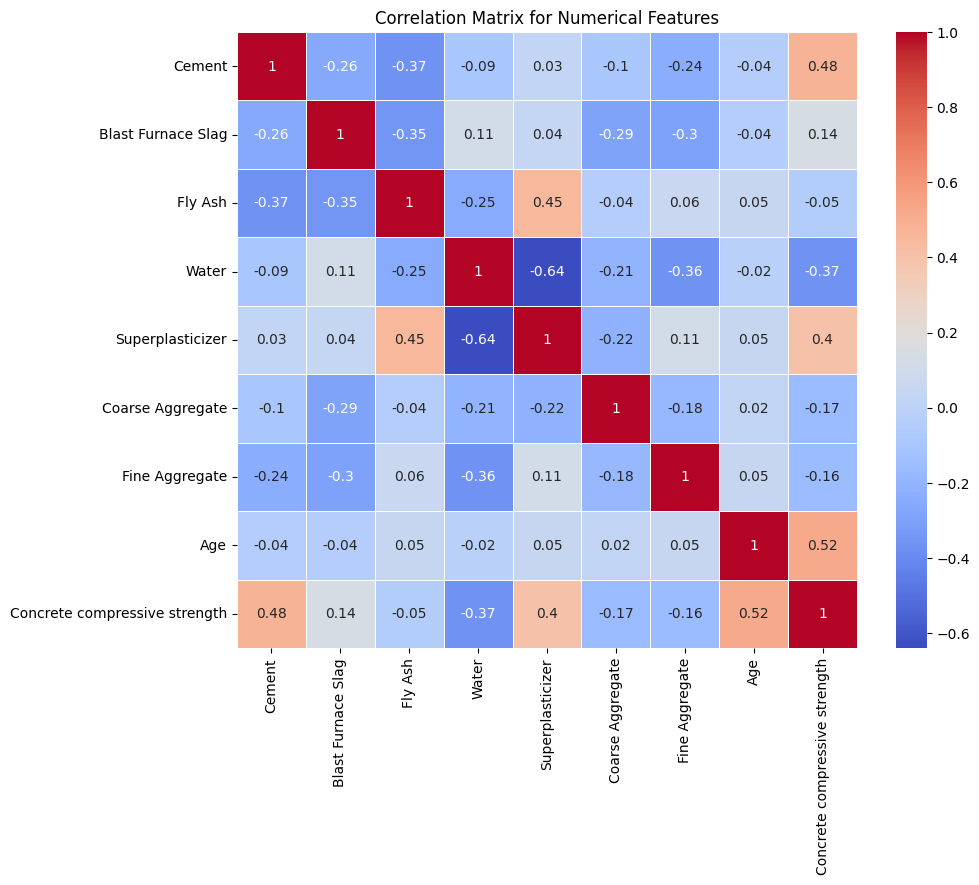 Correlation Matrix for Numerical Features
Cement 1 -0.26 -0.37 -0.09 0.03 -0.1 -0.24 -0.04 0.48
Blast Furnace Slag -0.26 1 -0.35 0.11 0.04 -0.29 -0.3 -0.04 0.14
Fly Ash -0.37 -0.35 1 -0.25 0.45 -0.04 0.06 0.05 -0.05
Water -0.09 0.11 -0.25 1 -0.64 -0.21 -0.36 -0.02 -0.37
Superplasticizer 0.03 0.04 0.45 -0.64 1 -0.22 0.11 0.05 0.4
Coarse Aggregate -0.1 -0.29 -0.04 -0.21 -0.22 1 -0.18 0.02 -0.17
Fine Aggregate -0.24 -0.3 0.06 -0.36 0.11 -0.18 1 0.05 -0.16
Age -0.04 -0.04 0.05 -0.02 0.05 0.02 0.05 1 0.52
Concrete compressive strength 0.48 0.14 -0.05 -0.37 0.4 -0.17 -0.16 0.52 1
Cement
Blast Furnace Slag
Fly Ash
Water
Superplasticizer
Coarse Aggregate
Fine Aggregate
Age
Concrete compressive strength
1.0
0.8
0.6
0.4
0.2
0.0
−0.2
−0.4
−0.6